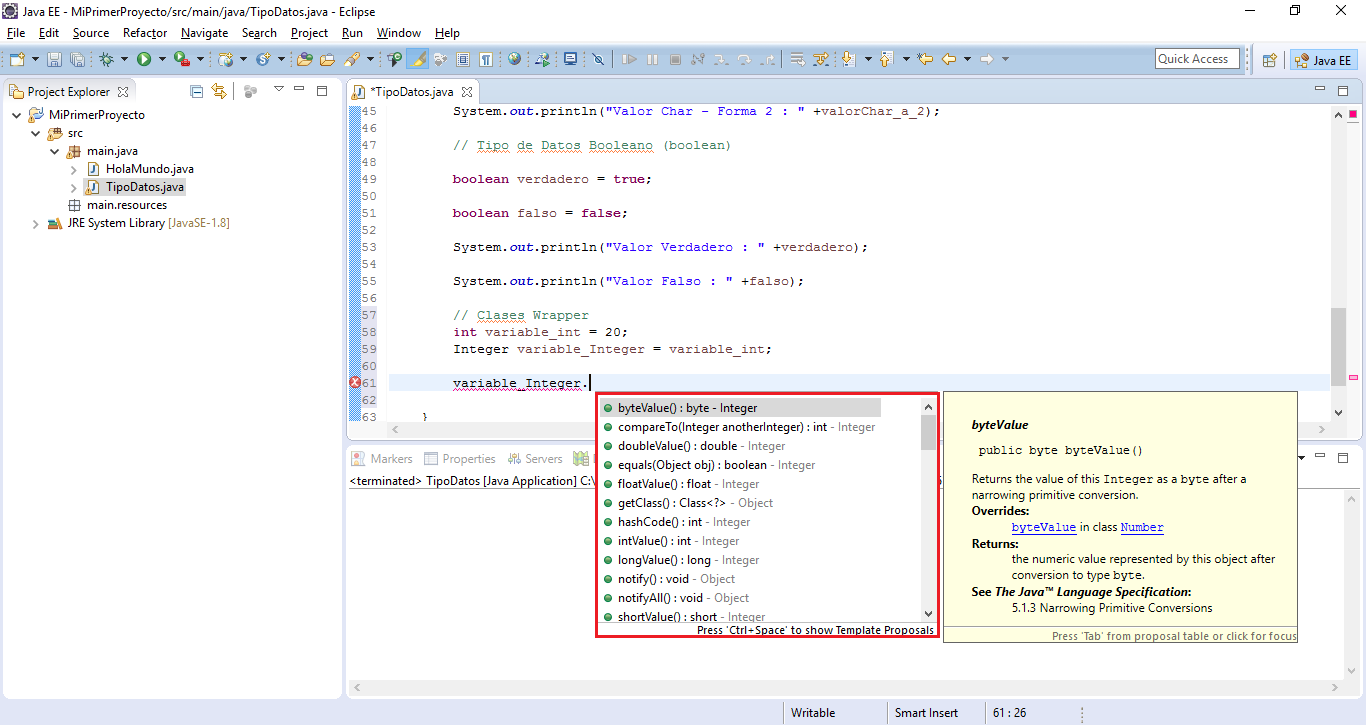 Java EE - MiPrimerProyecto/src/main/java/TipoDatos.java - Eclipse
File Edit Source Refactor Navigate Search Project Run Window Help
Quick Access
Java EE
Project Explorer
MiPrimerProyecto
src
main.java
HolaMundo.java
TipoDatos.java
main.resources
JRE System Library [JavaSE-1.8]
*TipoDatos.java
45 System.out.println("Valor Char - Forma 2 : " +valorChar_a_2);
46
47 // Tipo de Datos Booleano (boolean)
48
49 boolean verdadero = true;
50
51 boolean falso = false;
52
53 System.out.println("Valor Verdadero : " +verdadero);
54
55 System.out.println("Valor Falso : " +falso);
56
57 // Clases Wrapper
58 int variable_int = 20;
59 Integer variable_Integer = variable_int;
60
61 variable_Integer.
62
63 }
byteValue() : byte - Integer
compareTo(Integer anotherInteger) : int - Integer
doubleValue() : double - Integer
equals(Object obj) : boolean - Integer
floatValue() : float - Integer
getClass() : Class<?> - Object
hashCode() : int - Integer
intValue() : int - Integer
longValue() : long - Integer
notify() : void - Object
notifyAll() : void - Object
shortValue() : short - Integer
Press 'Ctrl+Space' to show Template Proposals
byteValue
public byte byteValue()
Returns the value of this Integer as a byte after a
narrowing primitive conversion.
Overrides:
byteValue in class Number
Returns:
the numeric value represented by this object after
conversion to type byte.
See The Java™ Language Specification:
5.1.3 Narrowing Primitive Conversions
Press 'Tab' from proposal table or click for focus
Markers Properties Servers
<terminated> TipoDatos [Java Application] C:\
Writable Smart Insert 61 : 26